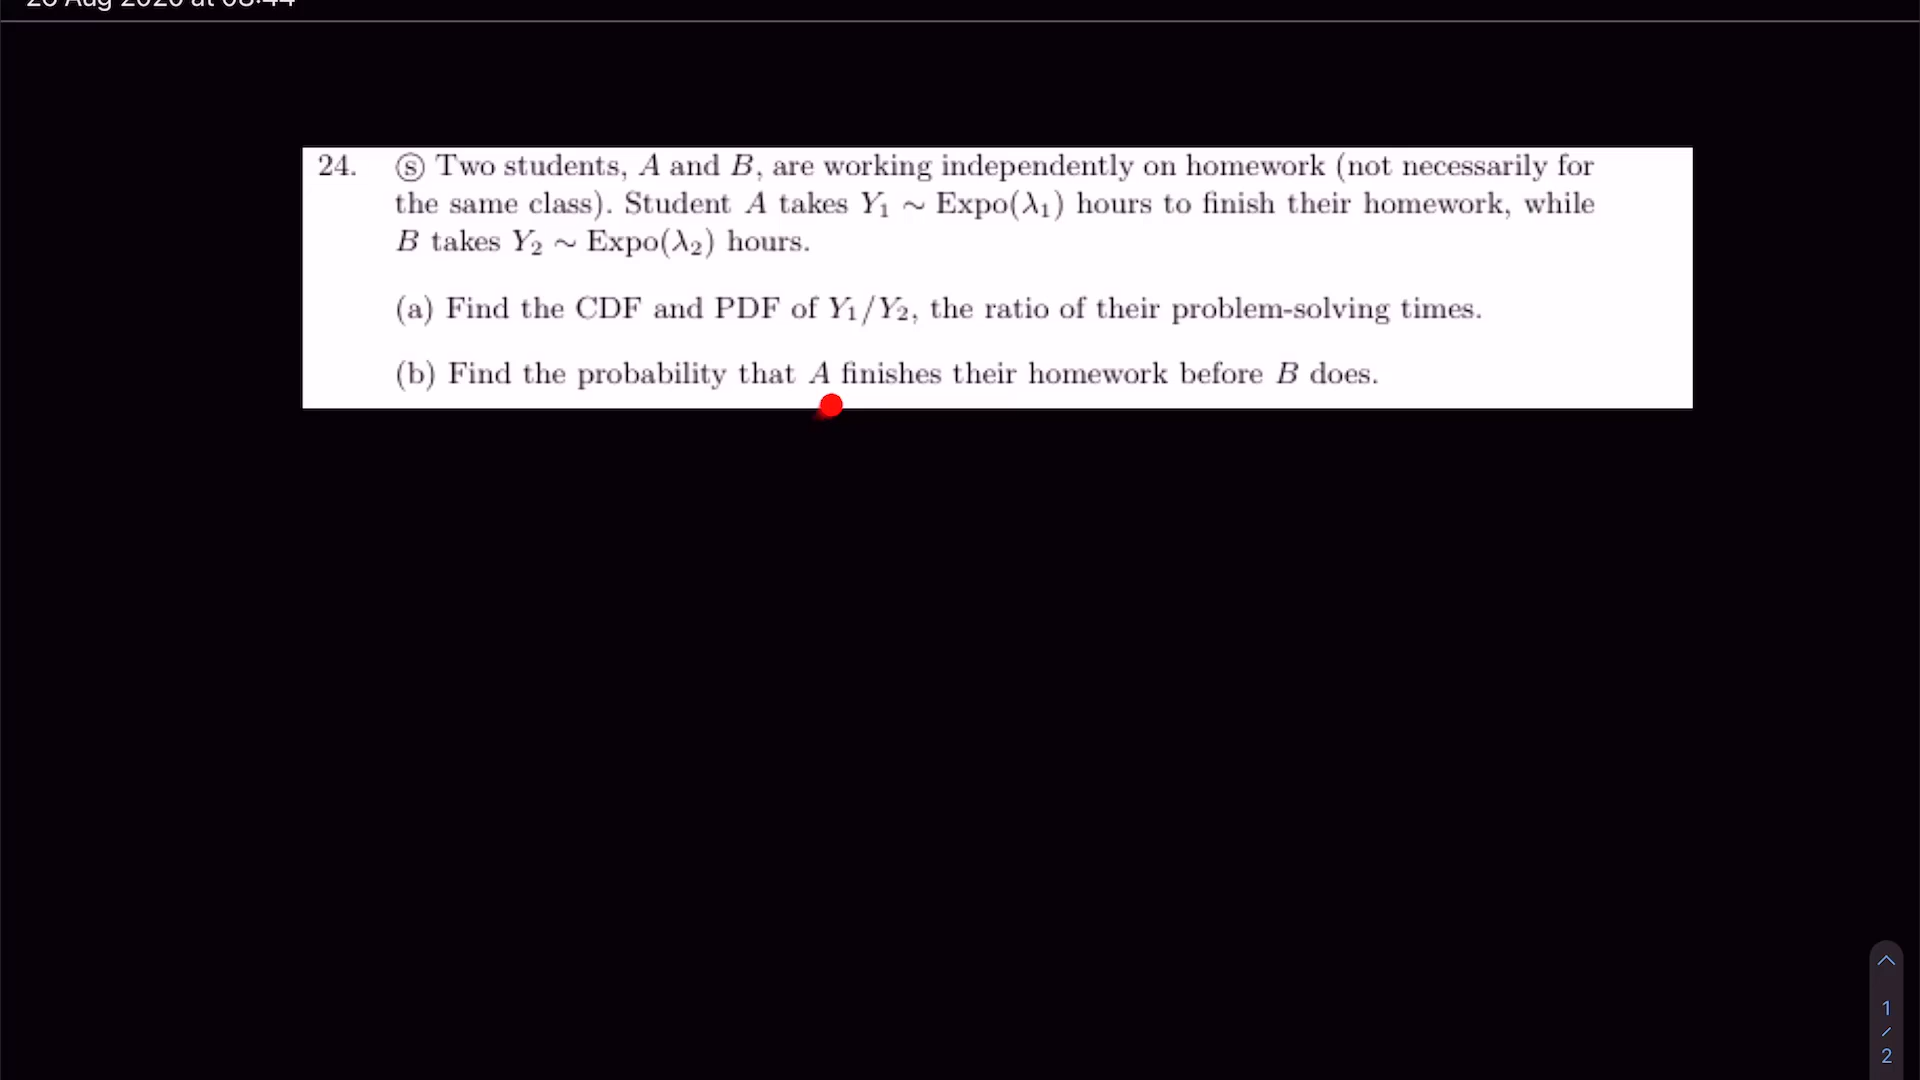 24. Ⓢ Two students, A and B, are working independently on homework (not necessarily for
the same class). Student A takes Y₁ ∼ Expo(λ₁) hours to finish their homework, while
B takes Y₂ ∼ Expo(λ₂) hours.
(a) Find the CDF and PDF of Y₁/Y₂, the ratio of their problem-solving times.
(b) Find the probability that A finishes their homework before B does.
1
/
2